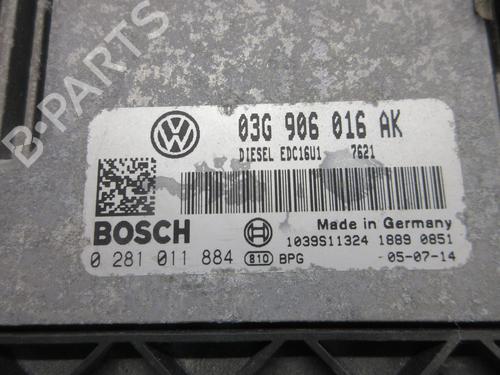 B-PARTS
03G 906 016 AK
DIESEL EDC16U1 7621
BOSCH
Made in Germany
1039S11324 1889 0851
0 281 011 884 810 BPG 05-07-14